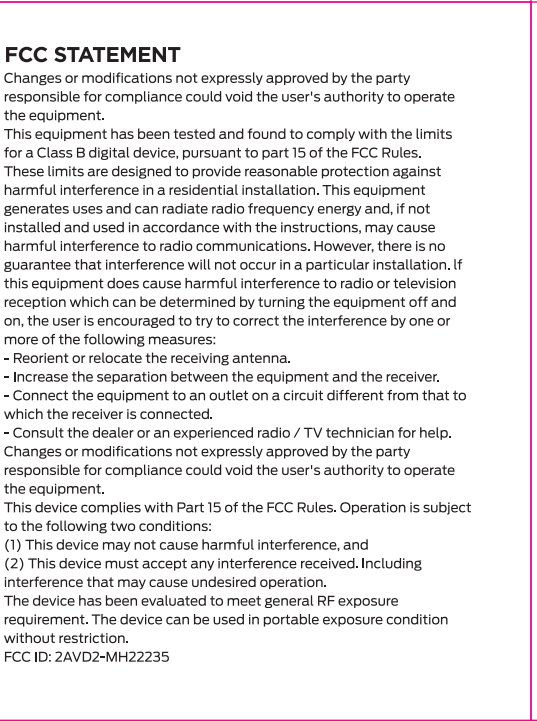 FCC STATEMENT
Changes or modifications not expressly approved by the party
responsible for compliance could void the user's authority to operate
the equipment.
This equipment has been tested and found to comply with the limits
for a Class B digital device, pursuant to part 15 of the FCC Rules.
These limits are designed to provide reasonable protection against
harmful interference in a residential installation. This equipment
generates uses and can radiate radio frequency energy and, if not
installed and used in accordance with the instructions, may cause
harmful interference to radio communications. However, there is no
guarantee that interference will not occur in a particular installation. lf
this equipment does cause harmful interference to radio or television
reception which can be determined by turning the equipment off and
on, the user is encouraged to try to correct the interference by one or
more of the following measures:
- Reorient or relocate the receiving antenna.
- Increase the separation between the equipment and the receiver.
- Connect the equipment to an outlet on a circuit different from that to
which the receiver is connected.
- Consult the dealer or an experienced radio / TV technician for help.
Changes or modifications not expressly approved by the party
responsible for compliance could void the user's authority to operate
the equipment.
This device complies with Part 15 of the FCC Rules. Operation is subject
to the following two conditions:
(1) This device may not cause harmful interference, and
(2) This device must accept any interference received. Including
interference that may cause undesired operation.
The device has been evaluated to meet general RF exposure
requirement. The device can be used in portable exposure condition
without restriction.
FCC ID: 2AVD2-MH22235